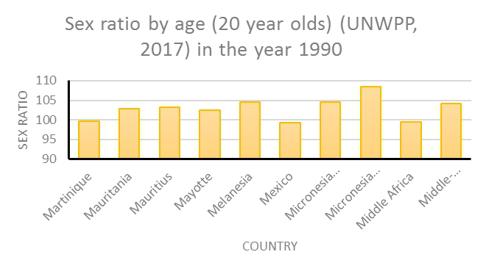 Sex ratio by age (20 year olds) (UNWPP,
2017) in the year 1990
SEX RATIO
110
105
100
95
90
Martinique
Mauritania
Mauritius
Mayotte
Melanesia
Mexico
Micronesia…
Micronesia…
Middle Africa
Middle-…
COUNTRY